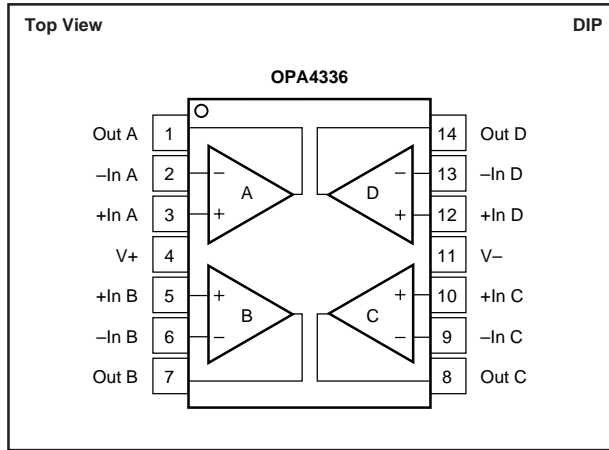 Top View DIP
OPA4336
Out A 1 14 Out D
–In A 2 – – 13 –In D
A D
+In A 3 + + 12 +In D
V+ 4 11 V–
+In B 5 + + 10 +In C
B C
–In B 6 – – 9 –In C
Out B 7 8 Out C